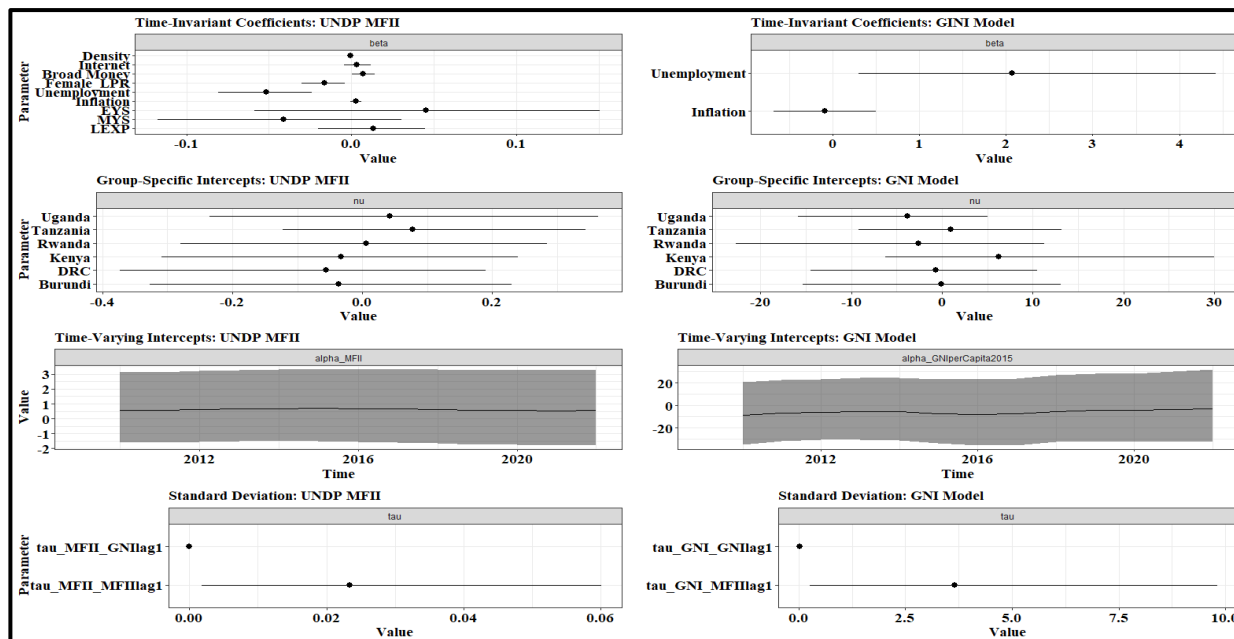 Time-Invariant Coefficients: UNDP MFII
beta
Parameter
Density
Internet
Broad Money
Female_LPR
Unemployment
Inflation
EYS
MYS
LEXP
-0.1 0.0 0.1
Value
Time-Invariant Coefficients: GINI Model
beta
Unemployment
Inflation
0 1 2 3 4
Value
Group-Specific Intercepts: UNDP MFII
nu
Parameter
Uganda
Tanzania
Rwanda
Kenya
DRC
Burundi
-0.4 -0.2 0.0 0.2
Value
Group-Specific Intercepts: GNI Model
nu
Uganda
Tanzania
Rwanda
Kenya
DRC
Burundi
-20 -10 0 10 20 30
Value
Time-Varying Intercepts: UNDP MFII
alpha_MFII
Value
3
2
1
0
-1
-2
2012 2016 2020
Time
Time-Varying Intercepts: GNI Model
alpha_GNIperCapita2015
20
0
-20
2012 2016 2020
Time
Standard Deviation: UNDP MFII
tau
Parameter
tau_MFII_GNIlag1
tau_MFII_MFIIlag1
0.00 0.02 0.04 0.06
Value
Standard Deviation: GNI Model
tau
tau_GNI_GNIlag1
tau_GNI_MFIIlag1
0.0 2.5 5.0 7.5 10.0
Value